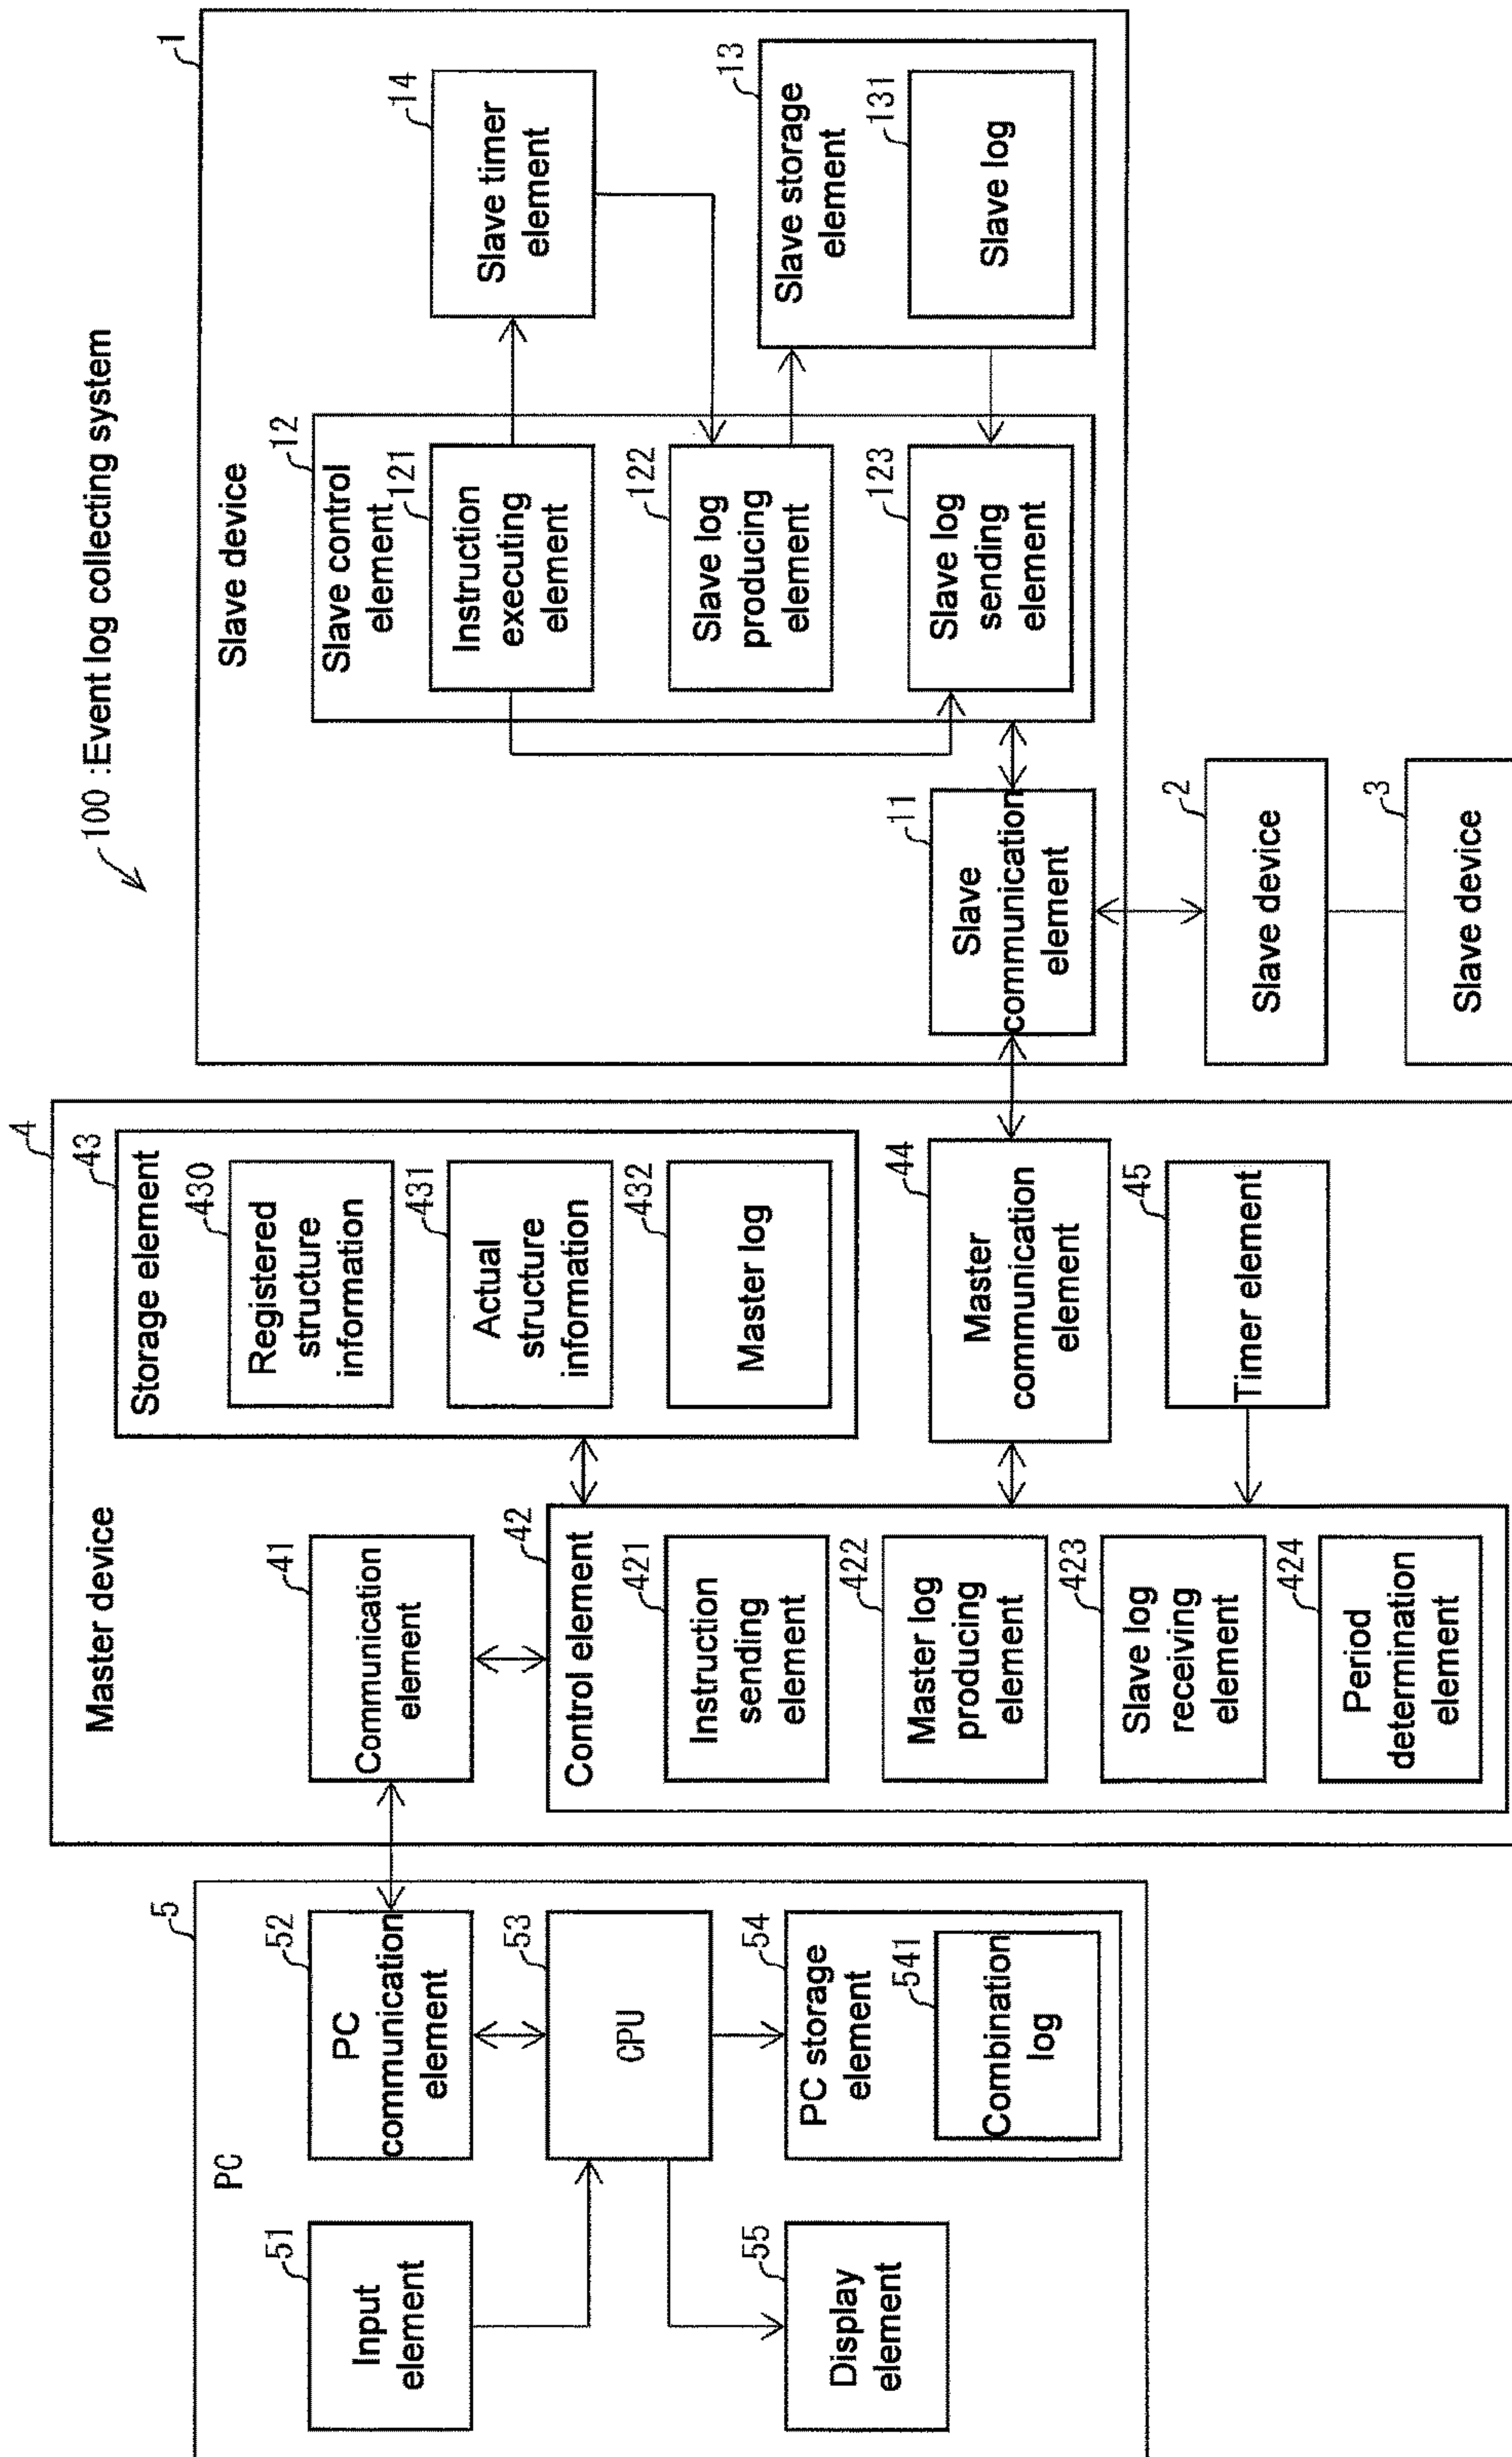 100 :Event log collecting system
5
PC
51
Input
element
52
PC
communication
element
53
CPU
54
PC storage
element
541
Combination
log
55
Display
element
4
Master device
41
Communication
element
42
Control element
421
Instruction
sending
element
422
Master log
producing
element
423
Slave log
receiving
element
424
Period
determination
element
43
Storage element
430
Registered
structure
information
431
Actual
structure
information
432
Master log
44
Master
communication
element
45
Timer element
1
Slave device
11
Slave
communication
element
12
Slave control
element
121
Instruction
executing
element
122
Slave log
producing
element
123
Slave log
sending
element
14
Slave timer
element
13
Slave storage
element
131
Slave log
2
Slave device
3
Slave device